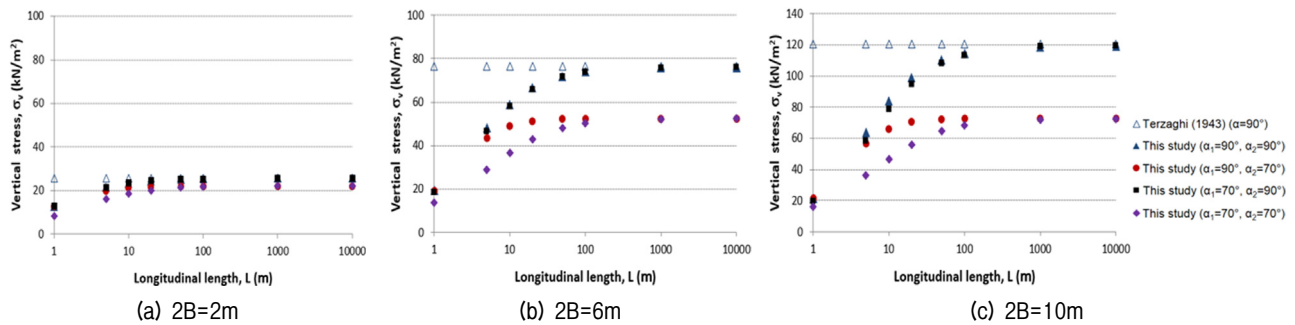 Vertical stress, σv (kN/m²)
100
80
60
40
20
0
1
10
100
1000
10000
Longitudinal length, L (m)
(a) 2B=2m
Vertical stress, σv (kN/m²)
100
80
60
40
20
0
1
10
100
1000
10000
Longitudinal length, L (m)
(b) 2B=6m
Vertical stress, σv (kN/m²)
140
120
100
80
60
40
20
0
1
10
100
1000
10000
Longitudinal length, L (m)
(c) 2B=10m
Terzaghi (1943) (α=90°)
This study (α₁=90°, α₂=90°)
This study (α₁=90°, α₂=70°)
This study (α₁=70°, α₂=90°)
This study (α₁=70°, α₂=70°)